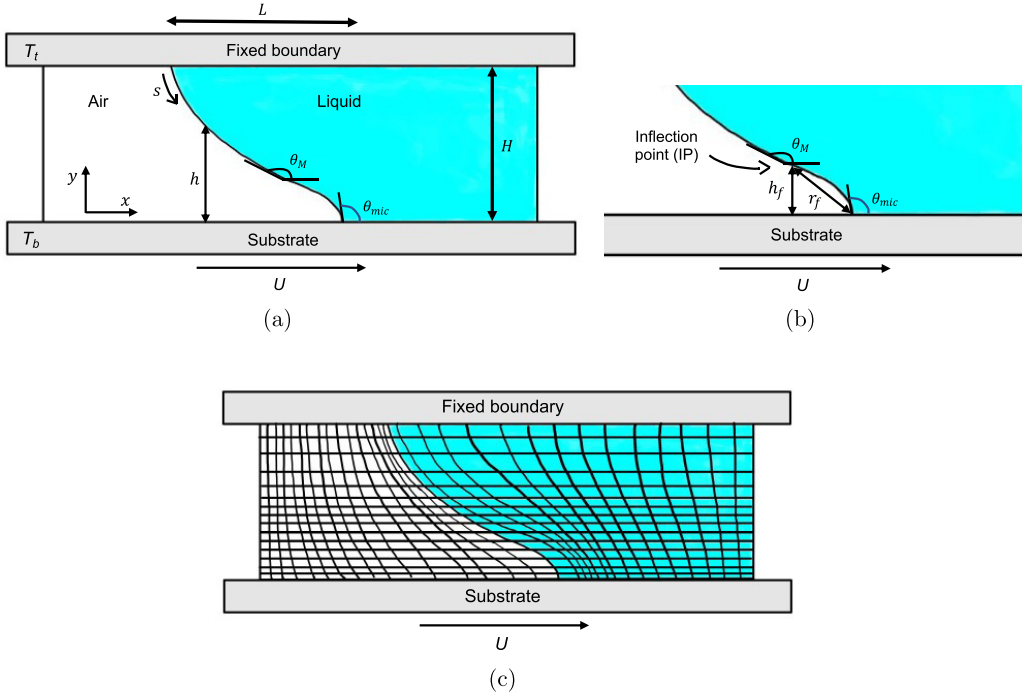 L
T_t Fixed boundary
s Air Liquid
H
θ_M
h
y
x
θ_mic
T_b Substrate
U
(a)
Inflection
point (IP)
θ_M
h_f r_f θ_mic
Substrate
U
(b)
Fixed boundary
Substrate
U
(c)